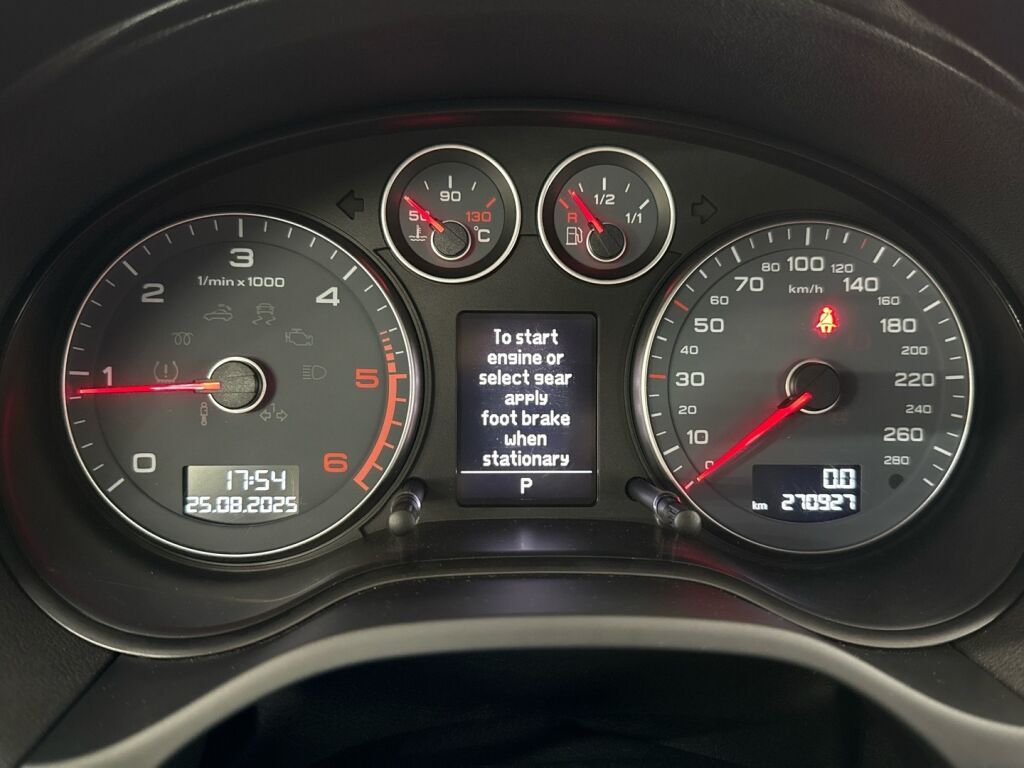 50
90
130
°C
R
1/2
1/1
0
1
2
3
4
5
6
1/min x 1000
17:54
25.08.2025
To start
engine or
select gear
apply
foot brake
when
stationary
P
0
10
20
30
40
50
60
70
80
100
120
140
160
180
200
220
240
260
280
km/h
0.0
km 270927